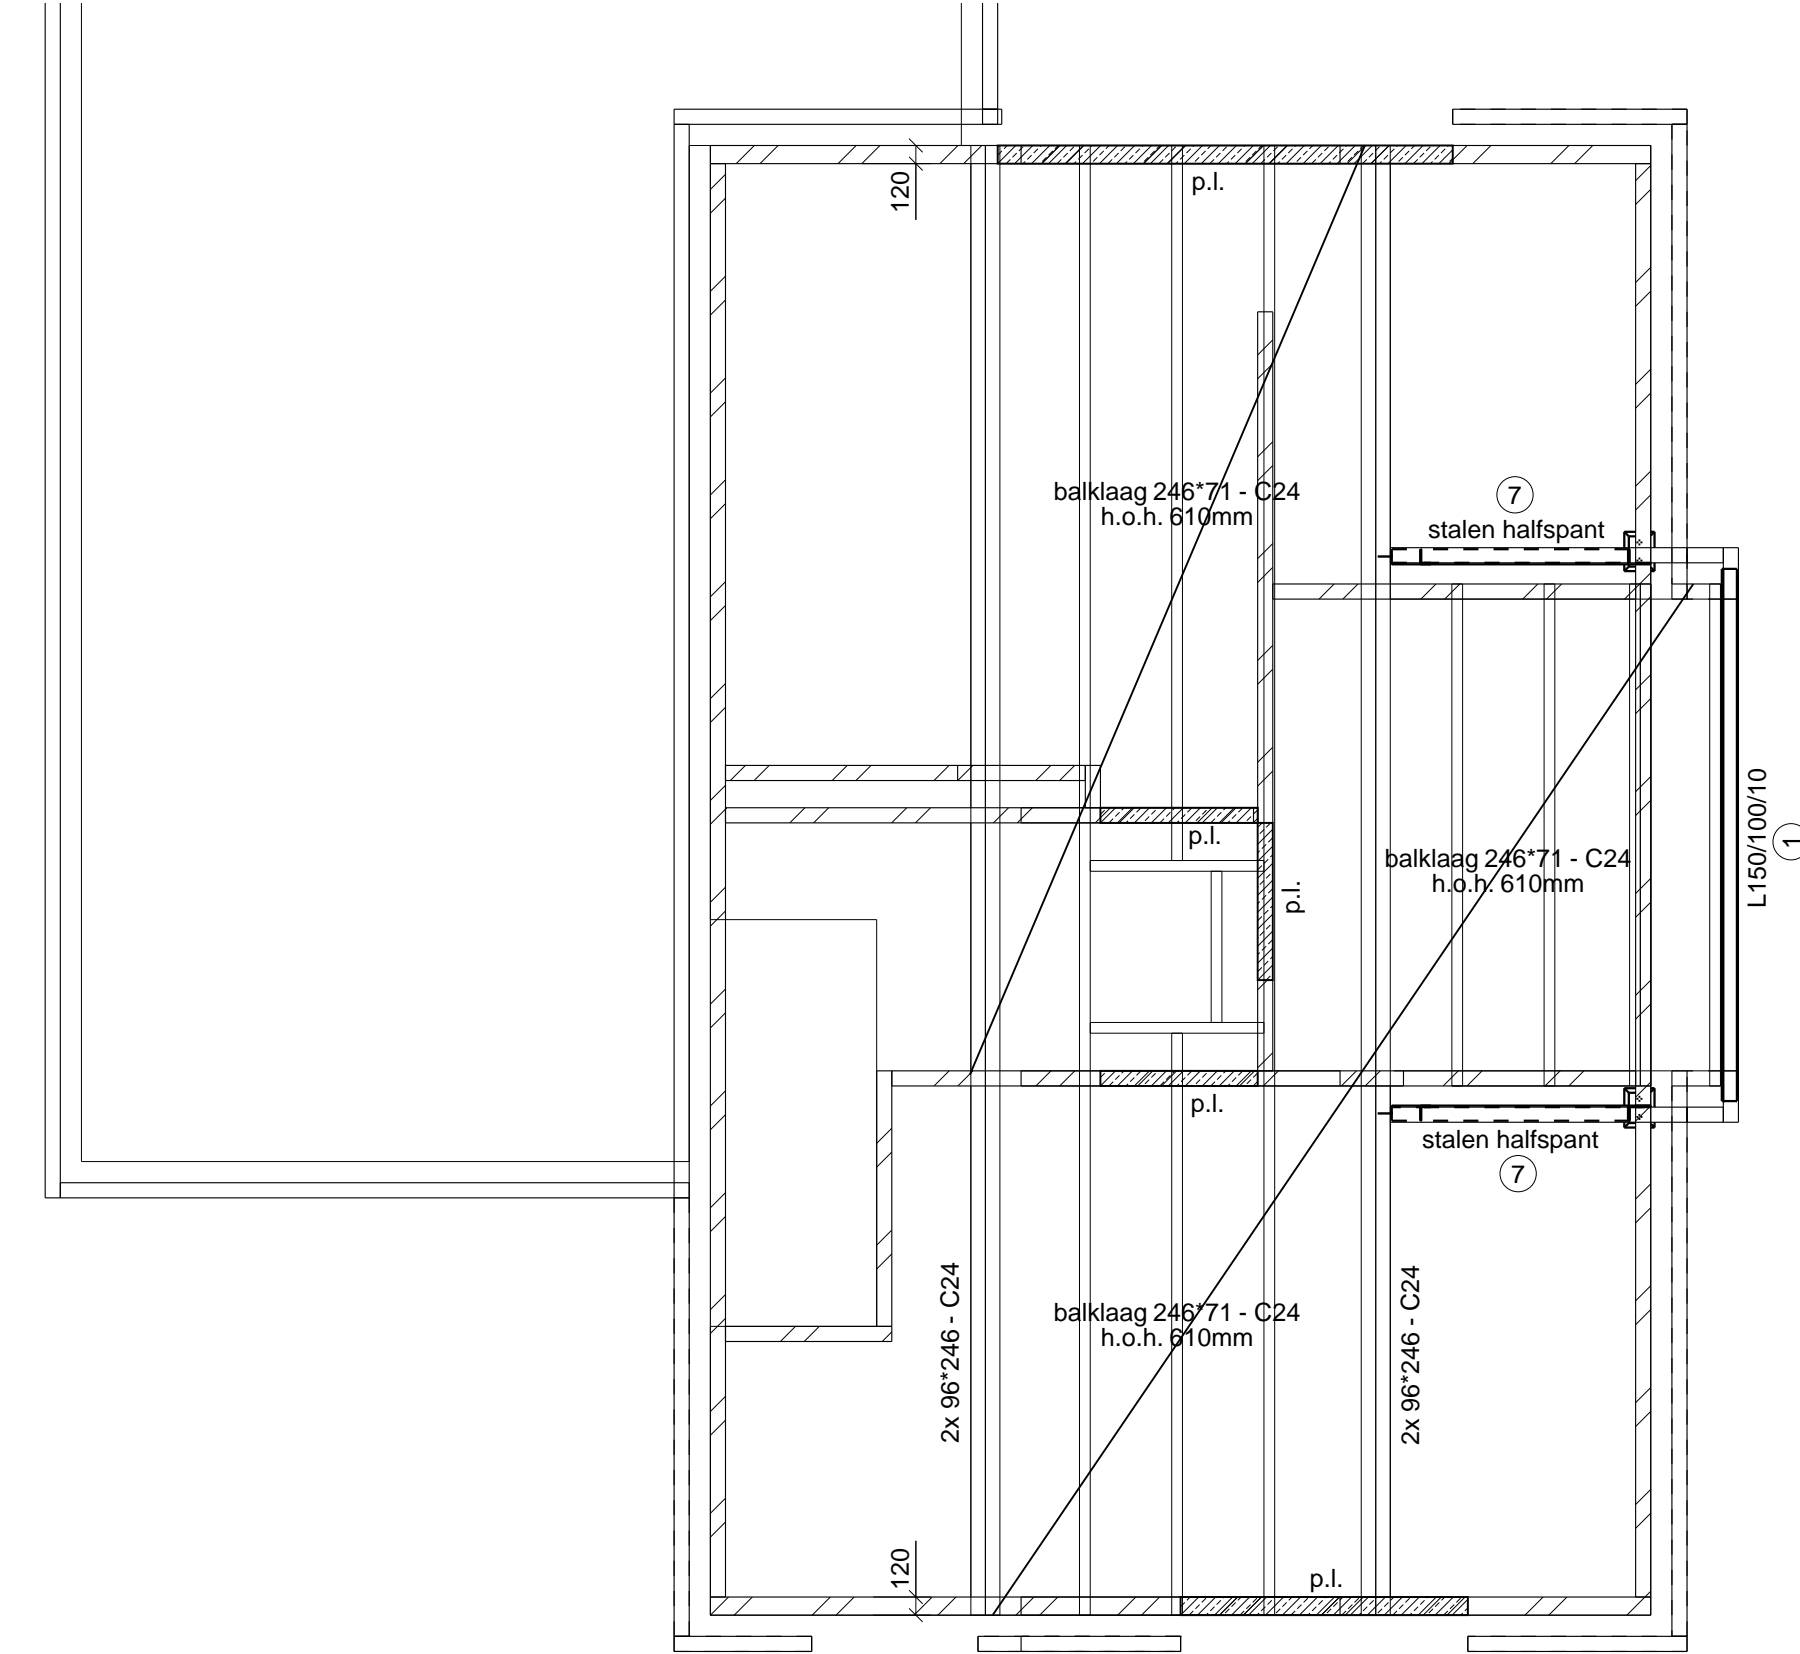 120
p.l.
balklaag 246*71 - C24
h.o.h. 610mm
7
stalen halfspant
p.l.
p.l.
balklaag 246*71 - C24
h.o.h. 610mm
L150/100/10
1
p.l.
stalen halfspant
7
2x 96*246 - C24
balklaag 246*71 - C24
h.o.h. 610mm
2x 96*246 - C24
120
p.l.